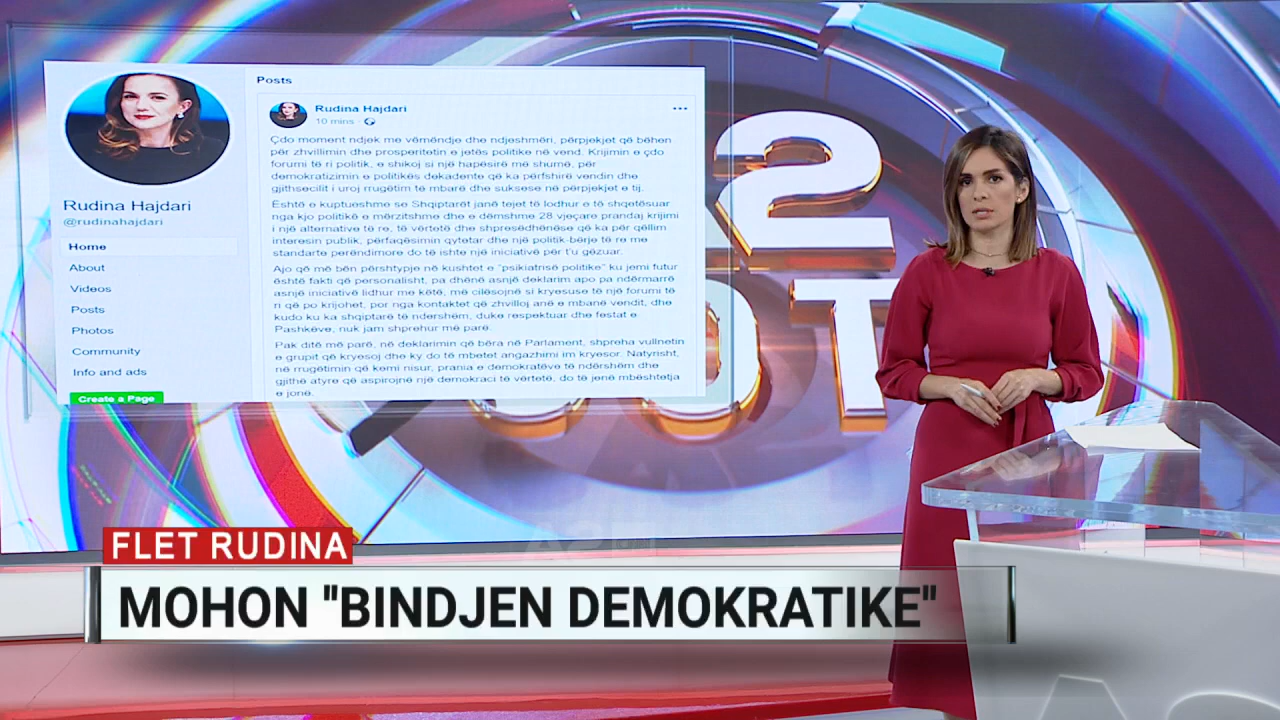 Posts
Rudina Hajdari
10 mins
Çdo moment ndjek me vëmëndje dhe ndjeshmëri, përpjekjet që bëhen
për zhvillimin dhe prosperitetin e jetës politike në vend. Krijimin e çdo
forumi të ri politik, e shikoj si një hapësirë më shumë, për
demokratizimin e politikës dekadente që ka përfshirë vendin dhe
gjithsecilit i uroj rrugëtim të mbarë dhe suksese në përpjekjet e tij.
Është e kuptueshme se Shqiptarët janë tejet të lodhur e të shqetësuar
nga kjo politikë e mërzitshme dhe e dëmshme 28 vjeçare prandaj krijimi
i një alternative të re, të vërtetë dhe shpresëdhënëse që ka për qëllim
interesin publik, përfaqësimin qytetar dhe një politik-bërje të re me
standarte perëndimore do të ishte një iniciativë për t'u gëzuar.
Ajo që më bën përshtypje në kushtet e "psikiatrisë politike" ku jemi futur
është fakti që personalisht, pa dhënë asnjë deklarim apo pa ndërmarrë
asnjë iniciativë lidhur me këtë, më cilësojnë si kryesuse të një forumi të
ri që po krijohet, por nga kontaktet që zhvilloj anë e mbanë vendit, dhe
kudo ku ka shqiptarë të ndershëm, duke respektuar dhe festat e
Pashkëve, nuk jam shprehur më parë.
Pak ditë më parë, në deklarimin që bëra në Parlament, shpreha vullnetin
e grupit që kryesoj dhe ky do të mbetet angazhimi im kryesor. Natyrisht,
në rrugëtimin që kemi nisur, prania e demokratëve të ndërshëm dhe
gjithë atyre që aspirojnë një demokraci të vërtetë, do të jenë mbështetja
e jonë.
Rudina Hajdari
@rudinahajdari
Home
About
Videos
Posts
Photos
Community
Info and ads
Create a Page
2
OT
FLET RUDINA
MOHON "BINDJEN DEMOKRATIKE"